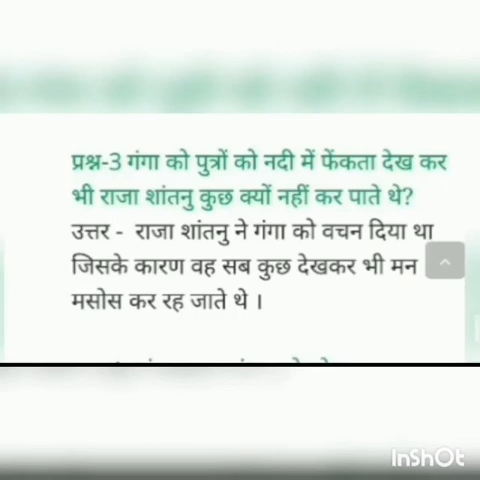 प्रश्न-3 गंगा को पुत्रों को नदी में फेंकता देख कर
भी राजा शांतनु कुछ क्यों नहीं कर पाते थे?
उत्तर - राजा शांतनु ने गंगा को वचन दिया था
जिसके कारण वह सब कुछ देखकर भी मन
मसोस कर रह जाते थे ।
InShOt